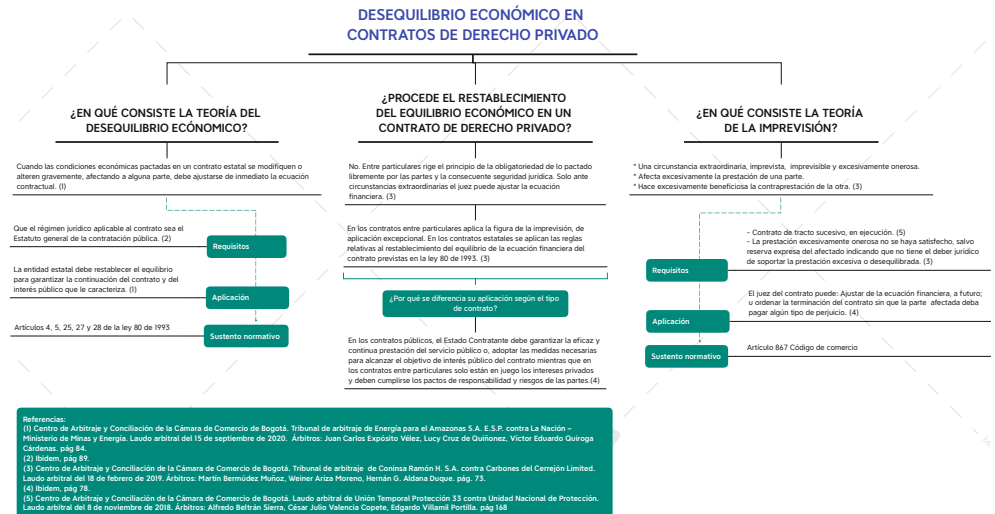 DESEQUILIBRIO ECONÓMICO EN
CONTRATOS DE DERECHO PRIVADO
¿EN QUÉ CONSISTE LA TEORÍA DEL
DESEQUILIBRIO ECÓNOMICO?
Cuando las condiciones económicas pactadas en un contrato estatal se modifiquen o
alteren gravemente, afectando a alguna parte, debe ajustarse de inmediato la ecuación
contractual. (1)
Que el régimen jurídico aplicable al contrato sea el
Estatuto general de la contratación pública. (2)
Requisitos
La entidad estatal debe restablecer el equilibrio
para garantizar la continuación del contrato y del
interés público que le caracteriza. (1)
Aplicación
Artículos 4, 5, 25, 27 y 28 de la ley 80 de 1993
Sustento normativo
¿PROCEDE EL RESTABLECIMIENTO
DEL EQUILIBRIO ECONÓMICO EN UN
CONTRATO DE DERECHO PRIVADO?
No. Entre particulares rige el principio de la obligatoriedad de lo pactado
libremente por las partes y la consecuente seguridad jurídica. Solo ante
circunstancias extraordinarias el juez puede ajustar la ecuación
financiera. (3)
En los contratos entre particulares aplica la figura de la imprevisión, de
aplicación excepcional. En los contratos estatales se aplican las reglas
relativas al restablecimiento del equilibrio de la ecuación financiera del
contrato previstas en la ley 80 de 1993. (3)
¿Por qué se diferencia su aplicación según el tipo
de contrato?
En los contratos públicos, el Estado Contratante debe garantizar la eficaz y
continua prestación del servicio público o, adoptar las medidas necesarias
para alcanzar el objetivo de interés público del contrato mientras que en
los contratos entre particulares solo están en juego los intereses privados
y deben cumplirse los pactos de responsabilidad y riesgos de las partes.(4)
¿EN QUÉ CONSISTE LA TEORÍA
DE LA IMPREVISIÓN?
* Una circunstancia extraordinaria, imprevista, imprevisible y excesivamente onerosa.
* Afecta excesivamente la prestación de una parte.
* Hace excesivamente beneficiosa la contraprestación de la otra. (3)
- Contrato de tracto sucesivo, en ejecución. (5)
- La prestación excesivamente onerosa no se haya satisfecho, salvo
reserva expresa del afectado indicando que no tiene el deber jurídico
de soportar la prestación excesiva o desequilibrada. (3)
Requisitos
El juez del contrato puede: Ajustar de la ecuación financiera, a futuro;
u ordenar la terminación del contrato sin que la parte afectada deba
pagar algún tipo de perjuicio. (4)
Aplicación
Artículo 867 Código de comercio
Sustento normativo
Referencias:
(1) Centro de Arbitraje y Conciliación de la Cámara de Comercio de Bogotá. Tribunal de arbitraje de Energía para el Amazonas S.A. E.S.P. contra La Nación –
Ministerio de Minas y Energía. Laudo arbitral del 15 de septiembre de 2020. Árbitros: Juan Carlos Expósito Vélez, Lucy Cruz de Quiñonez, Víctor Eduardo Quiroga
Cárdenas. pág 84.
(2) Ibidem, pág 89.
(3) Centro de Arbitraje y Conciliación de la Cámara de Comercio de Bogotá. Tribunal de arbitraje de Coninsa Ramón H. S.A. contra Carbones del Cerrejón Limited.
Laudo arbitral del 18 de febrero de 2019. Árbitros: Martín Bermúdez Muñoz, Weiner Ariza Moreno, Hernán G. Aldana Duque. pág. 73.
(4) Ibidem, pág 78.
(5) Centro de Arbitraje y Conciliación de la Cámara de Comercio de Bogotá. Laudo arbitral de Unión Temporal Protección 33 contra Unidad Nacional de Protección.
Laudo arbitral del 8 de noviembre de 2018. Árbitros: Alfredo Beltrán Sierra, César Julio Valencia Copete, Edgardo Villamil Portilla. pág 168